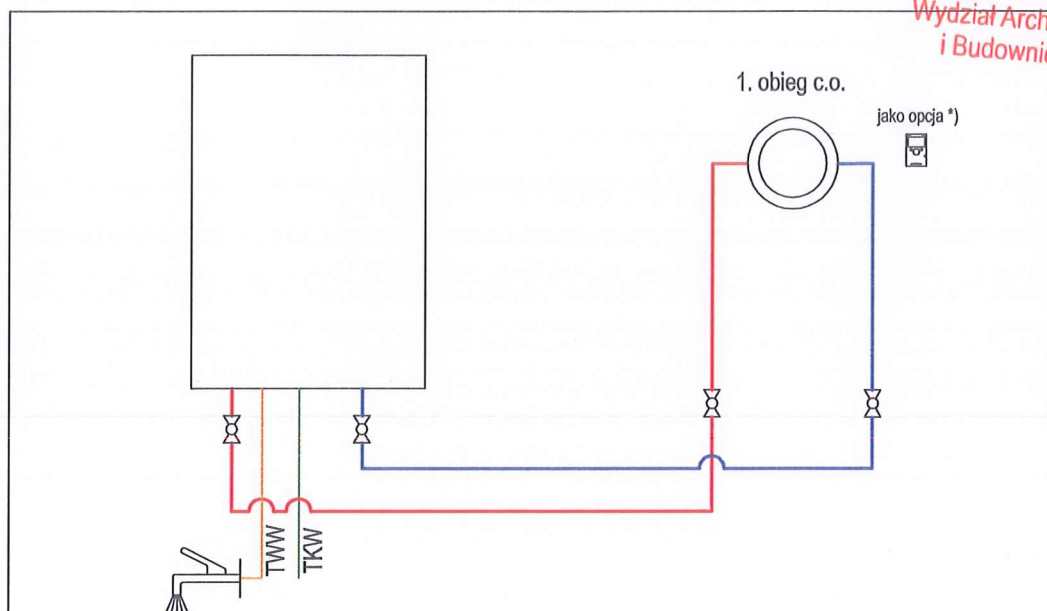 Wydział Arch
i Budowni
1. obieg c.o.
jako opcja *)
TWW
TKW